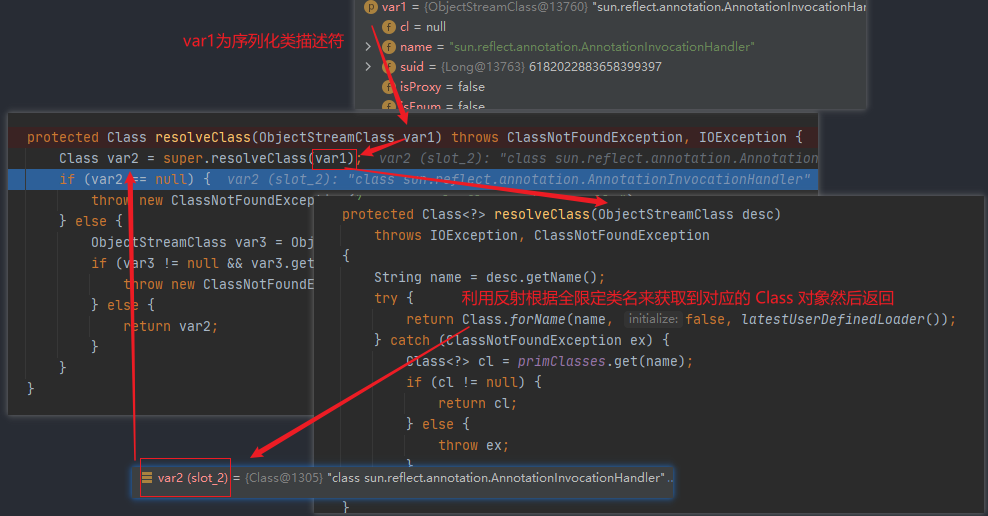 var1 = {ObjectStreamClass@13760} "sun.reflect.annotation.AnnotationInvocationHan
cl = null
name = "sun.reflect.annotation.AnnotationInvocationHandler"
suid = {Long@13763} 6182022883658399397
isProxy = false
isEnum = false
var1为序列化类描述符
protected Class resolveClass(ObjectStreamClass var1) throws ClassNotFoundException, IOException {
Class var2 = super.resolveClass(var1); var2 (slot_2): "class sun.reflect.annotation.Annotation
if (var2 == null) { var2 (slot_2): "class sun.reflect.annotation.AnnotationInvocationHandler"
throw new ClassNotFoundExcept
} else {
ObjectStreamClass var3 = Obj
if (var3 != null && var3.get
throw new ClassNotFoundE
} else {
return var2;
}
}
}
protected Class<?> resolveClass(ObjectStreamClass desc)
throws IOException, ClassNotFoundException
{
String name = desc.getName();
try {
利用反射根据全限定类名来获取到对应的 Class 对象然后返回
return Class.forName(name, initialize: false, latestUserDefinedLoader());
} catch (ClassNotFoundException ex) {
Class<?> cl = primClasses.get(name);
if (cl != null) {
return cl;
} else {
throw ex;
}
}
var2 (slot_2) = {Class@1305} "class sun.reflect.annotation.AnnotationInvocationHandler" ...